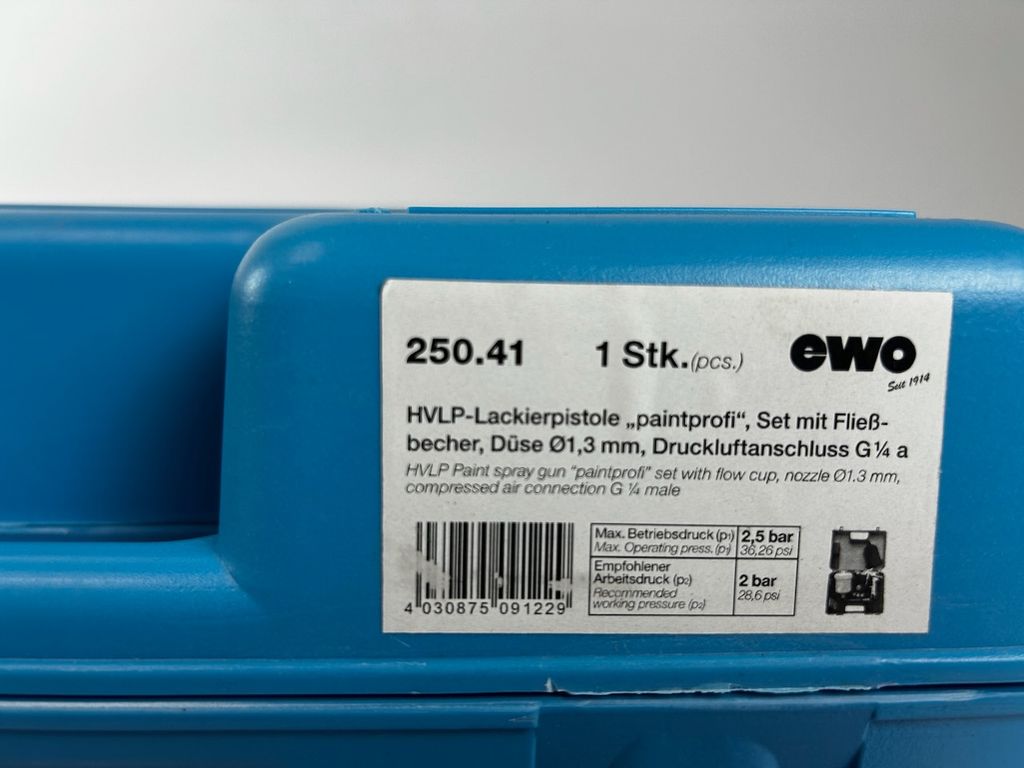 250.41 1 Stk.(pcs.) ewo
Seit 1914
HVLP-Lackierpistole „paintprofi“, Set mit Fließ-
becher, Düse Ø1,3 mm, Druckluftanschluss G¼ a
HVLP Paint spray gun "paintprofi" set with flow cup, nozzle Ø1.3 mm,
compressed air connection G ¼ male
Max. Betriebsdruck (p₁) 2,5 bar
Max. Operating press. (p₁) 36,26 psi
Empfohlener
Arbeitsdruck (p₂) 2 bar
Recommended 28,6 psi
working pressure (p₂)
4 030875 091229